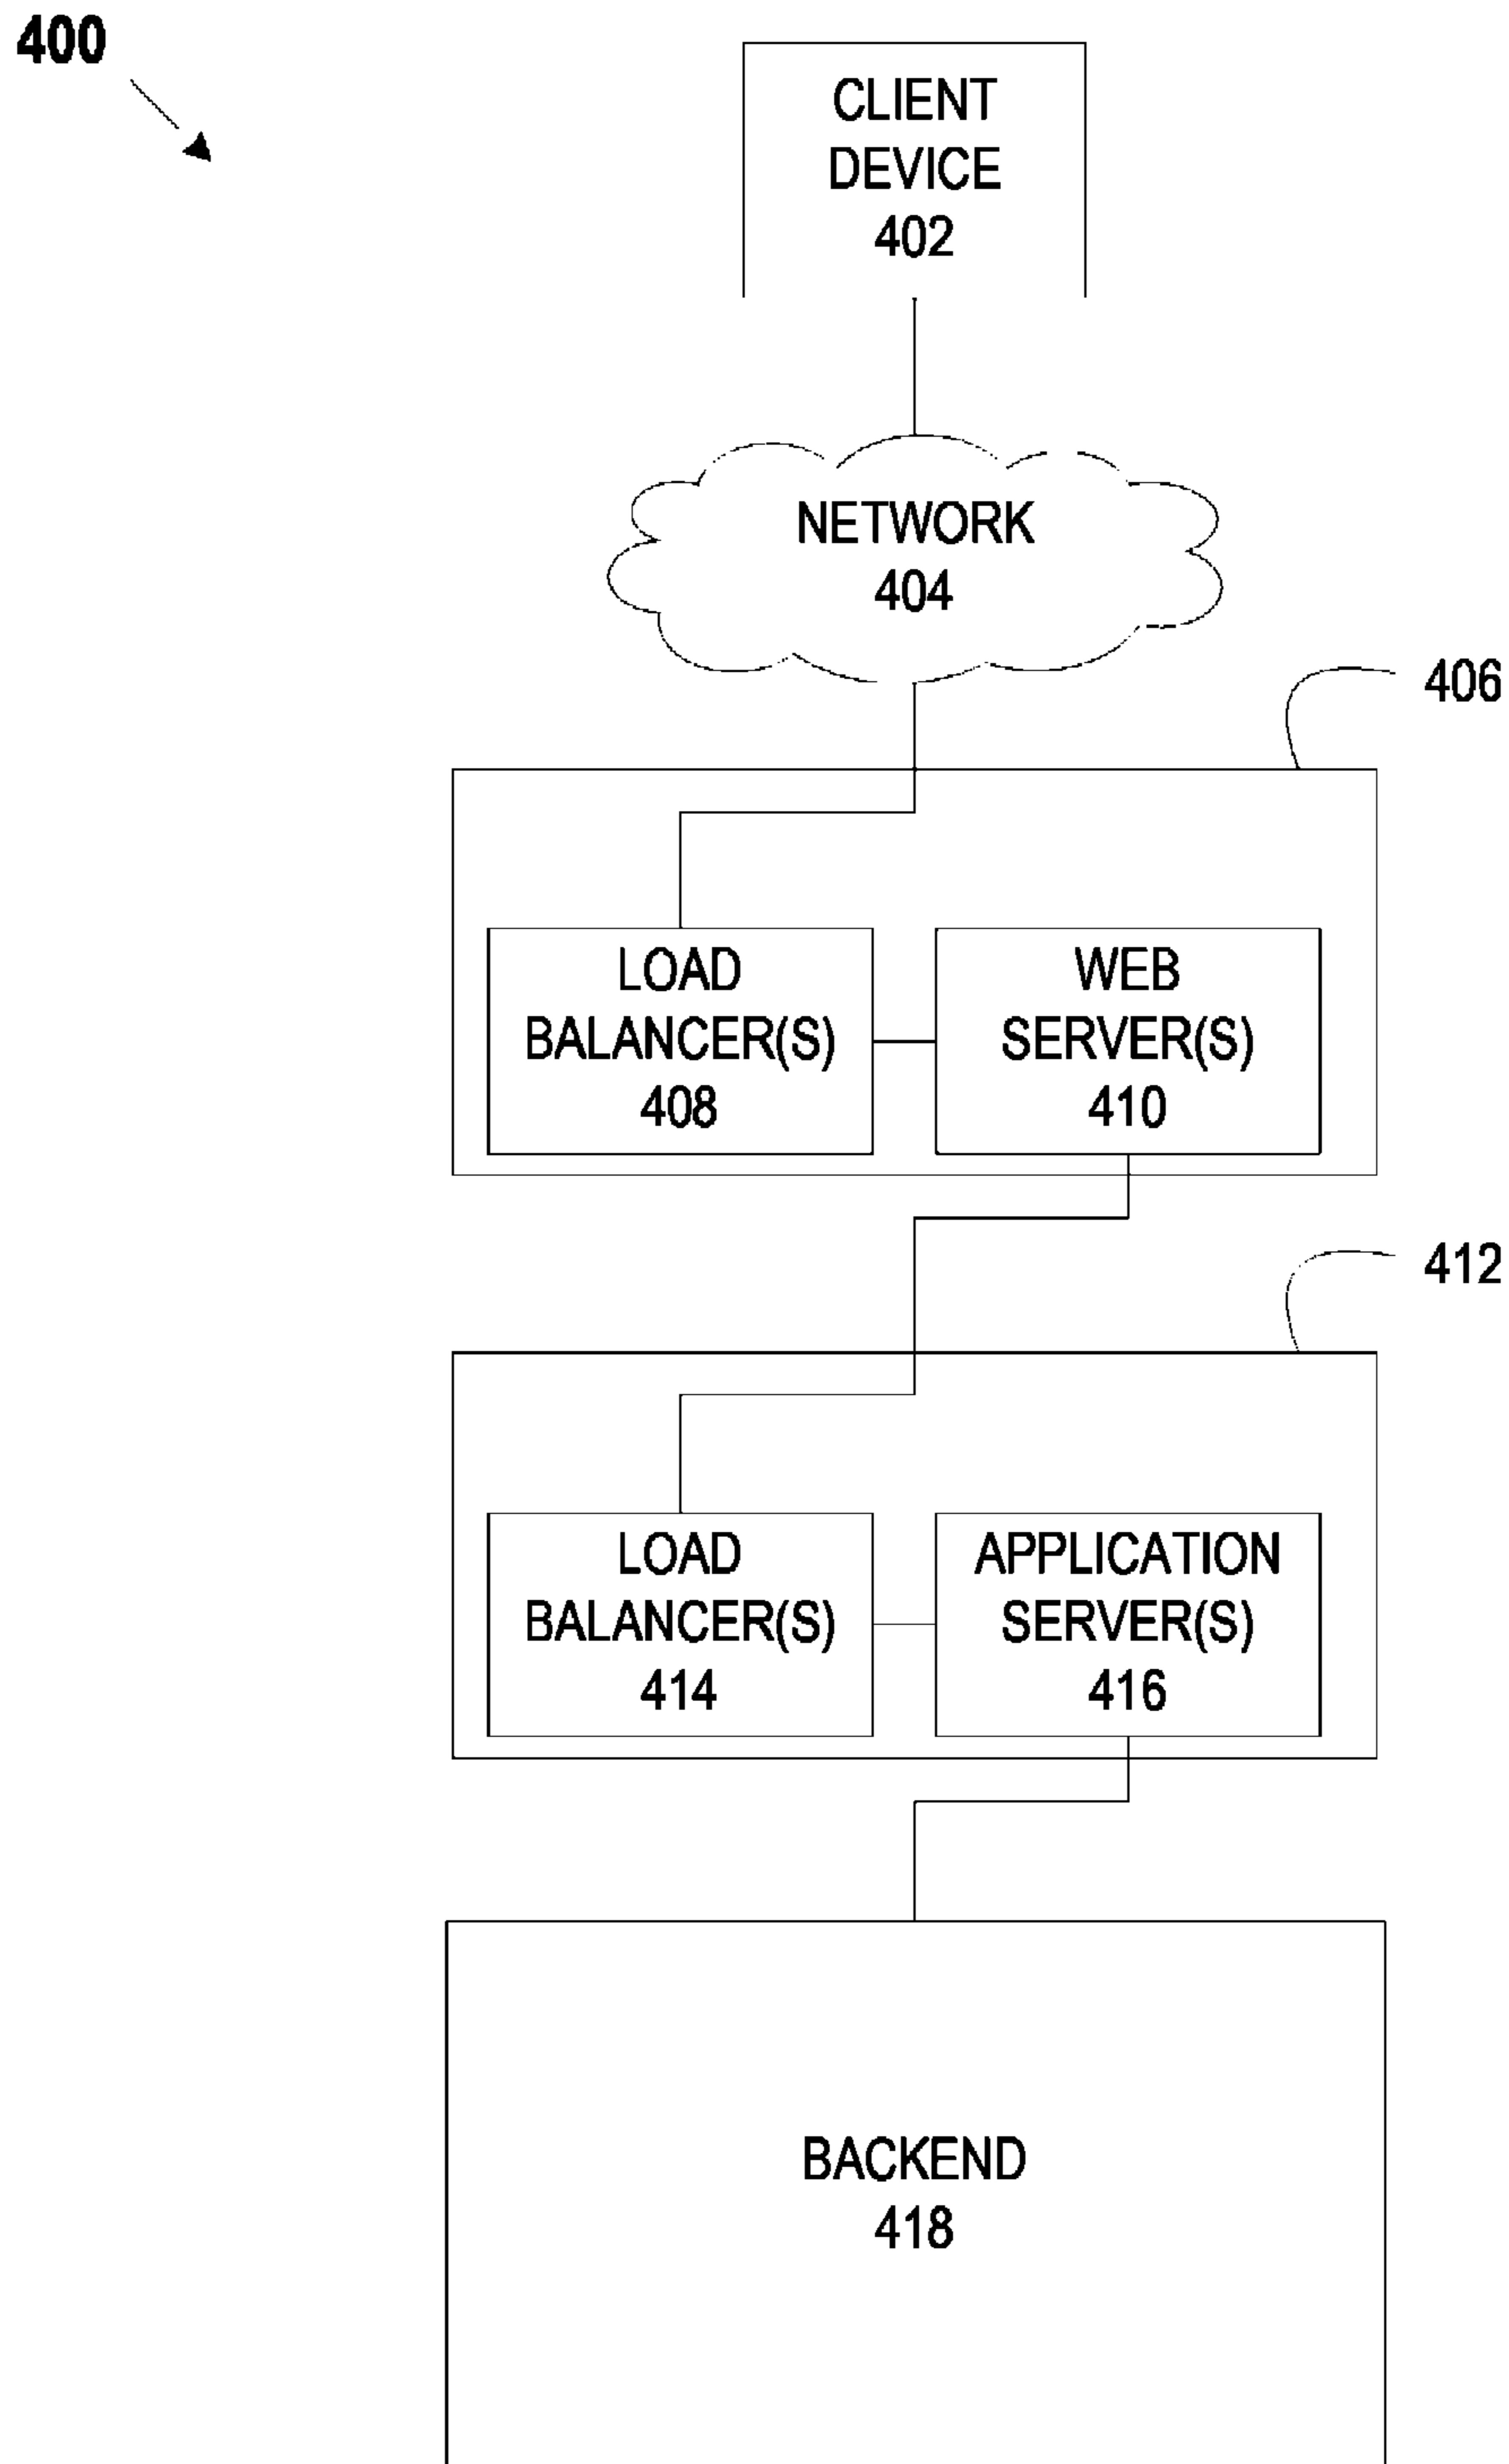 400
CLIENT
DEVICE
402
NETWORK
404
406
LOAD
BALANCER(S)
408
WEB
SERVER(S)
410
412
LOAD
BALANCER(S)
414
APPLICATION
SERVER(S)
416
BACKEND
418